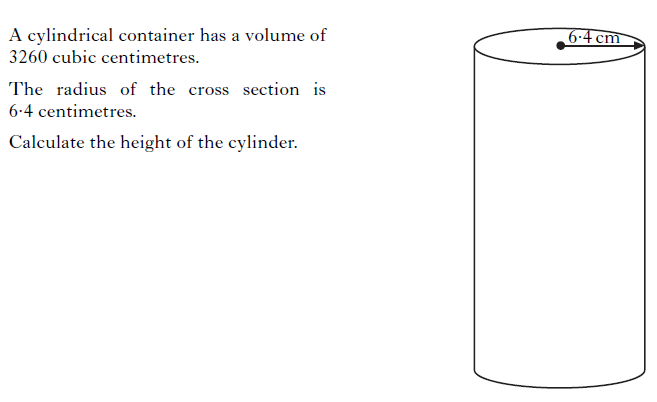 A cylindrical container has a volume of
3260 cubic centimetres.
The radius of the cross section is
6·4 centimetres.
Calculate the height of the cylinder.
6·4 cm